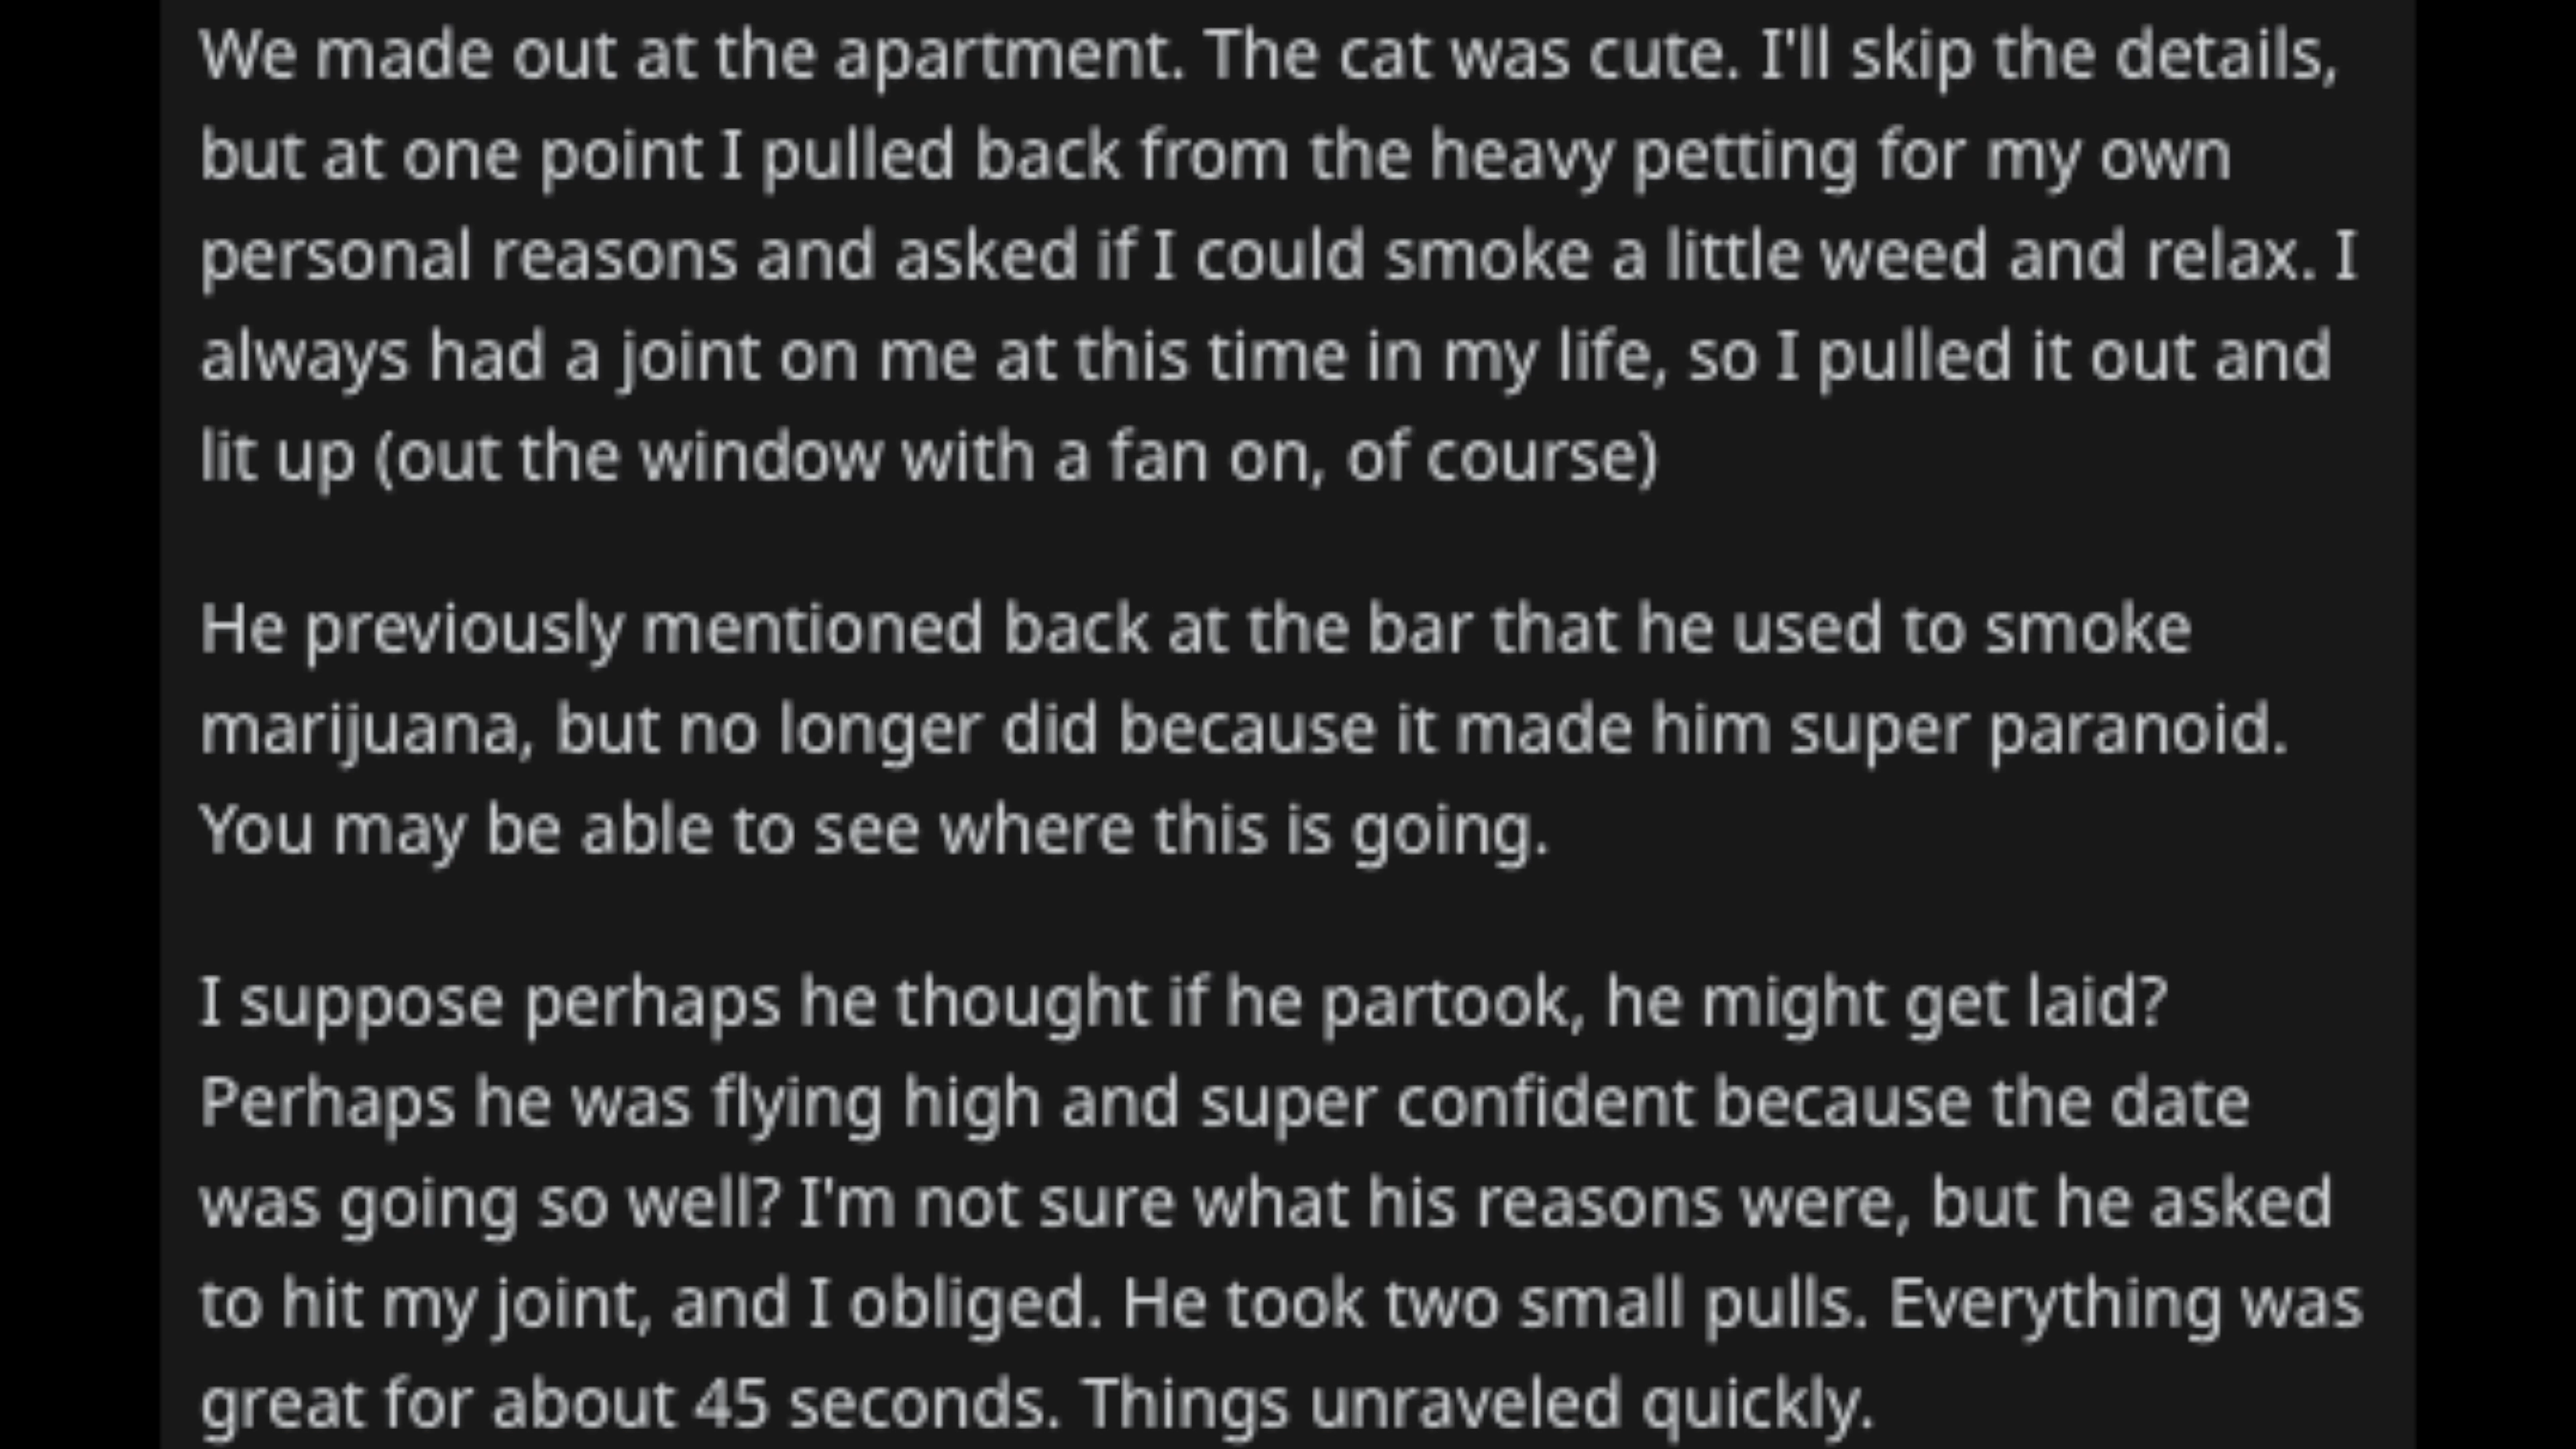 We made out at the apartment. The cat was cute. I'll skip the details,
but at one point I pulled back from the heavy petting for my own
personal reasons and asked if I could smoke a little weed and relax. I
always had a joint on me at this time in my life, so I pulled it out and
lit up (out the window with a fan on, of course)
He previously mentioned back at the bar that he used to smoke
marijuana, but no longer did because it made him super paranoid.
You may be able to see where this is going.
I suppose perhaps he thought if he partook, he might get laid?
Perhaps he was flying high and super confident because the date
was going so well? I'm not sure what his reasons were, but he asked
to hit my joint, and I obliged. He took two small pulls. Everything was
great for about 45 seconds. Things unraveled quickly.